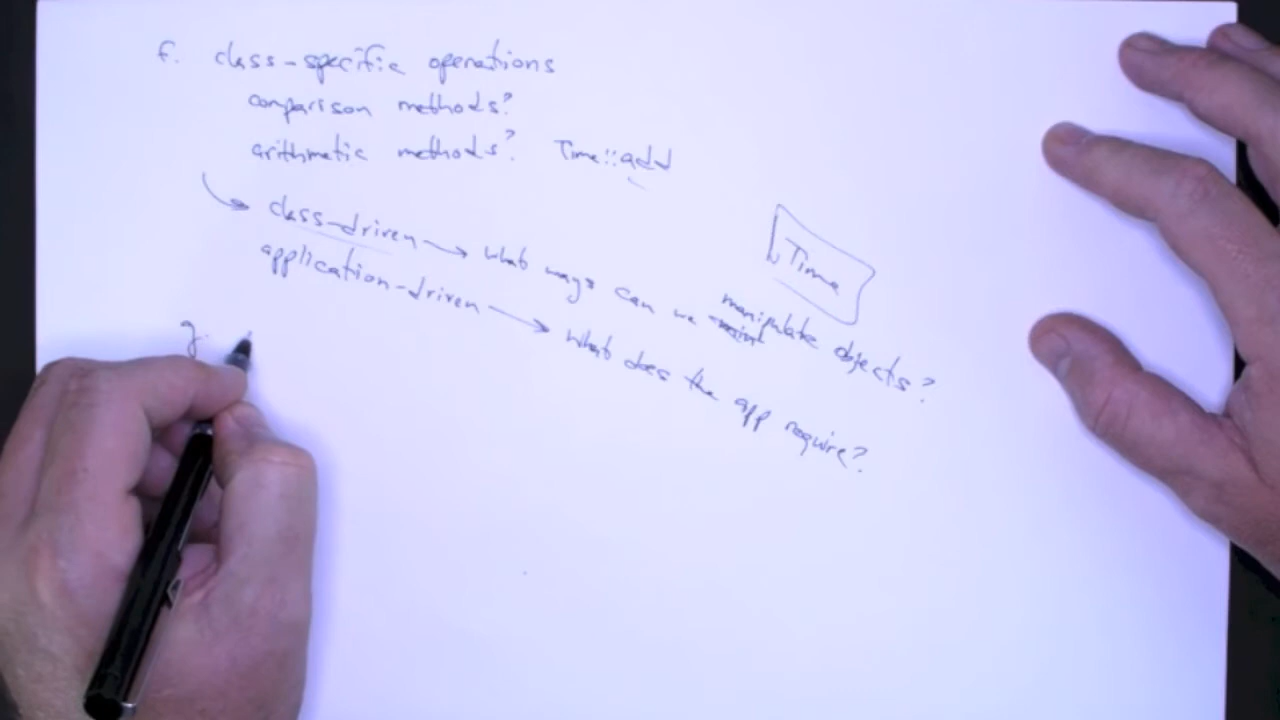 f. class-specific operations
comparison methods?
arithmetic methods? Time::add
class-driven → what ways can we manipulate objects?
Time
application-driven → what does the app require?
g.